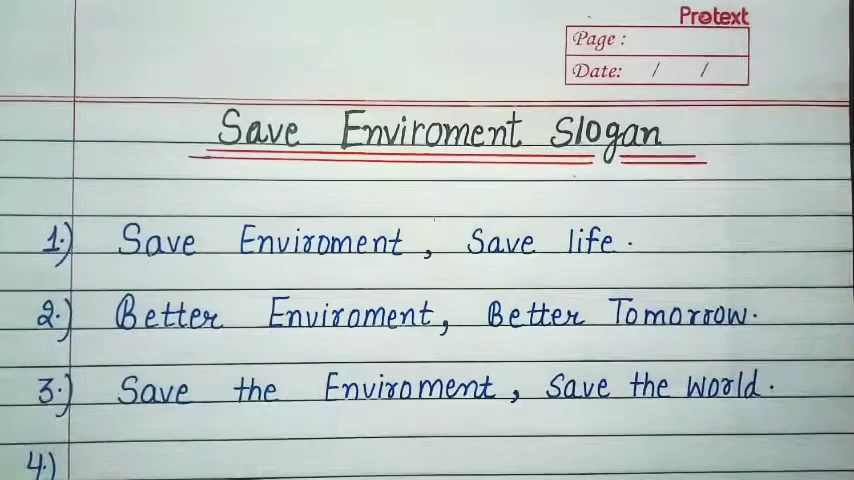 Protext
Page :
Date: / /
Save Enviroment Slogan
1.) Save Enviroment, Save life.
2.) Better Enviroment, Better Tomorrow.
3.) Save the Enviroment, Save the world.
4.)